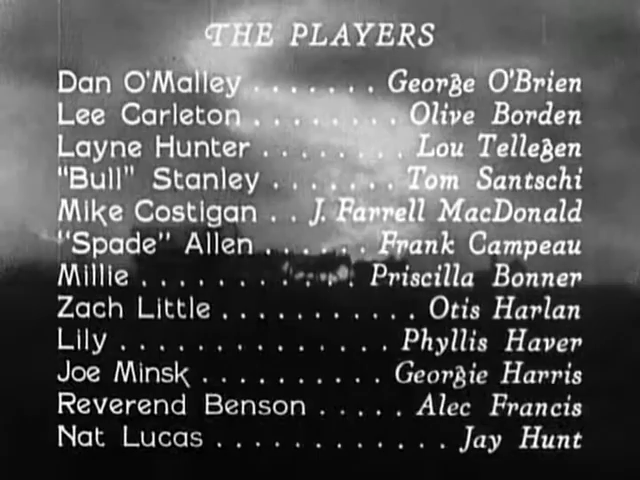 THE PLAYERS
Dan O'Malley . . . . . . . George O'Brien
Lee Carleton . . . . . . . . Olive Borden
Layne Hunter . . . . . . . . Lou Tellegen
"Bull" Stanley . . . . . . . Tom Santschi
Mike Costigan . . J. Farrell MacDonald
"Spade" Allen . . . . . . Frank Campeau
Millie . . . . . . . . . . . . Priscilla Bonner
Zach Little . . . . . . . . . . . Otis Harlan
Lily . . . . . . . . . . . . . . Phyllis Haver
Joe Minsk . . . . . . . . . . Georgie Harris
Reverend Benson . . . . . Alec Francis
Nat Lucas . . . . . . . . . . . . . Jay Hunt